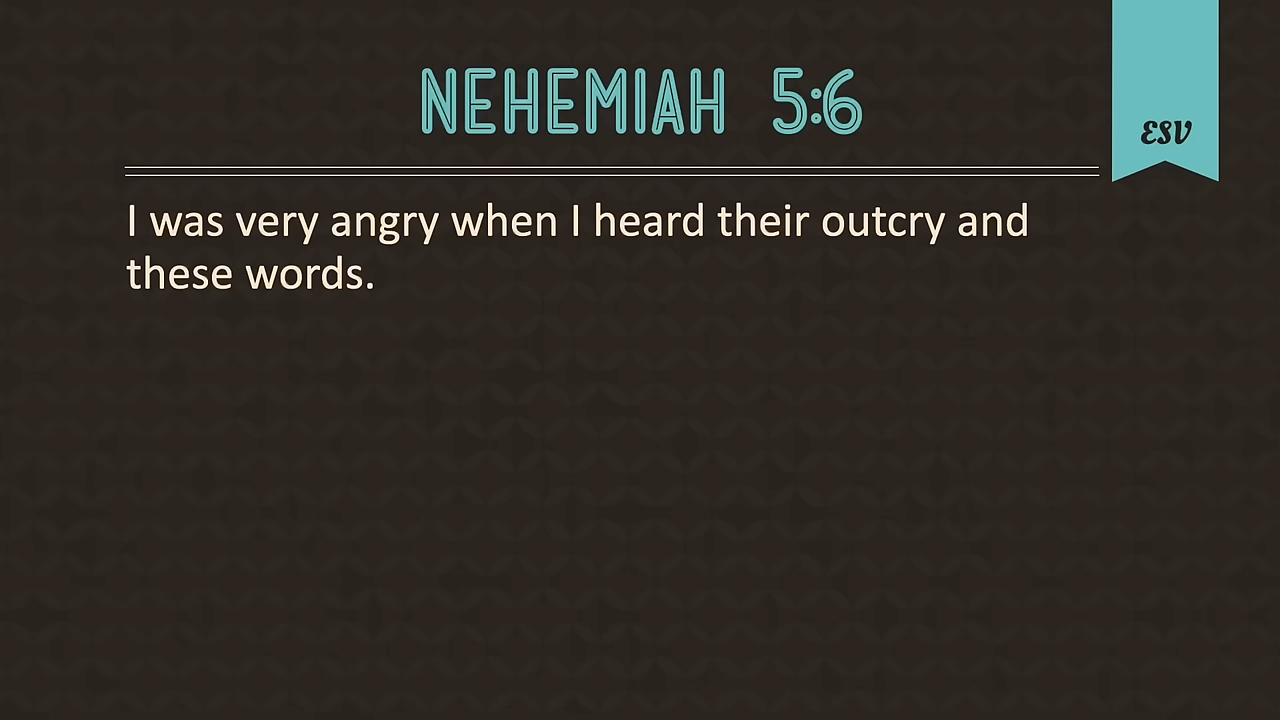 NEHEMIAH 5:6
ESV
I was very angry when I heard their outcry and
these words.